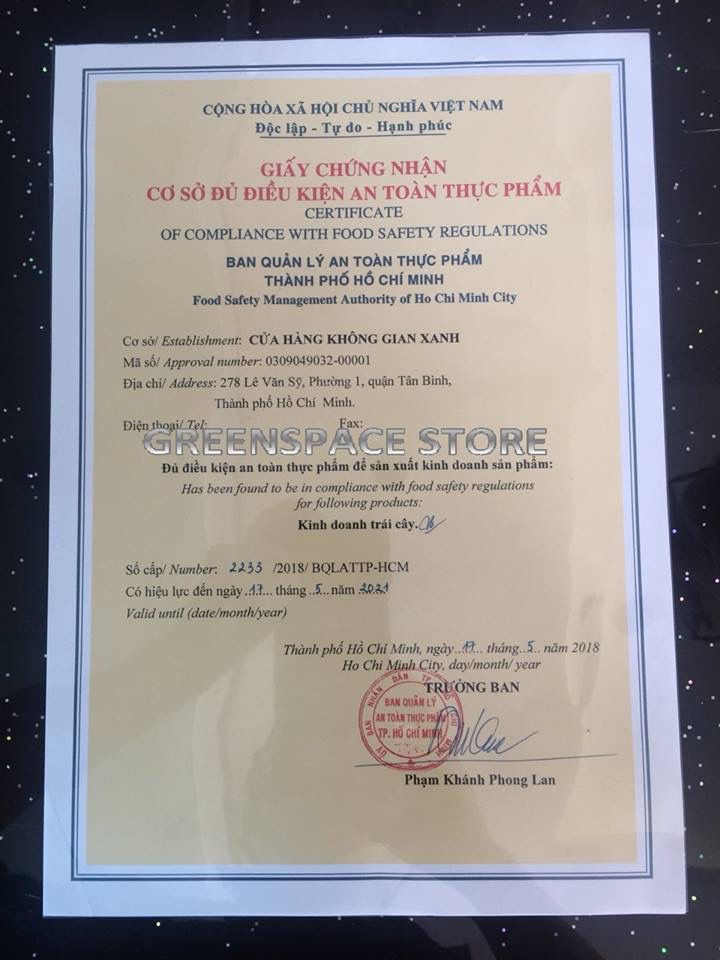 CỘNG HÒA XÃ HỘI CHỦ NGHĨA VIỆT NAM
Độc lập - Tự do - Hạnh phúc
GIẤY CHỨNG NHẬN
CƠ SỞ ĐỦ ĐIỀU KIỆN AN TOÀN THỰC PHẨM
CERTIFICATE
OF COMPLIANCE WITH FOOD SAFETY REGULATIONS
BAN QUẢN LÝ AN TOÀN THỰC PHẨM
THÀNH PHỐ HỒ CHÍ MINH
Food Safety Management Authority of Ho Chi Minh City
Cơ sở/ Establishment: CỬA HÀNG KHÔNG GIAN XANH
Mã số/ Approval number: 0309049032-00001
Địa chỉ/ Address: 278 Lê Văn Sỹ, Phường 1, quận Tân Bình,
Thành phố Hồ Chí Minh.
Điện thoại/ Tel: Fax:
GREENSPACE STORE
Đủ điều kiện an toàn thực phẩm để sản xuất kinh doanh sản phẩm:
Has been found to be in compliance with food safety regulations
for following products:
Kinh doanh trái cây.
Số cấp/ Number: 2233 /2018/ BQLATTP-HCM
Có hiệu lực đến ngày..17... tháng ..5...năm 2021
Valid until (date/month/year)
Thành phố Hồ Chí Minh, ngày..17...tháng..5.. năm 2018
Ho Chi Minh City, day/month/ year
TRƯỞNG BAN
ỦY BAN NHÂN DÂN TP HỒ CHÍ MINH
BAN QUẢN LÝ
AN TOÀN THỰC PHẨM
TP. HỒ CHÍ MINH
Phạm Khánh Phong Lan